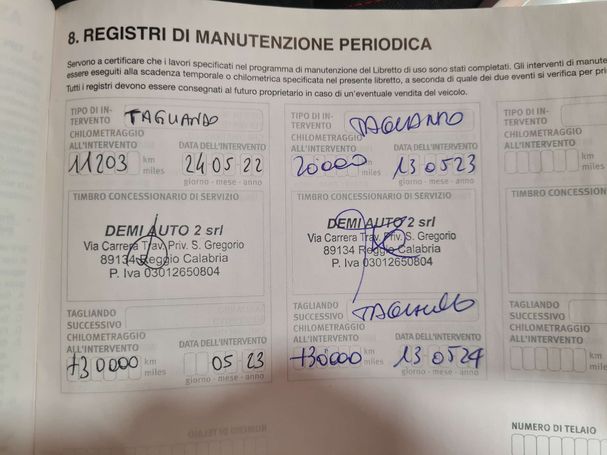 8. REGISTRI DI MANUTENZIONE PERIODICA
Servono a certificare che i lavori specificati nel programma di manutenzione del Libretto di uso sono stati completati. Gli interventi di manute
essere eseguiti alla scadenza temporale o chilometrica specificata nel presente libretto, a seconda di quale dei due eventi si verifica per pri
Tutti i registri devono essere consegnati al futuro proprietario in caso di un'eventuale vendita del veicolo.
TIPO DI IN-
TERVENTO TAGLIANDO
CHILOMETRAGGIO
ALL'INTERVENTO DATA DELL'INTERVENTO
11203 km miles 24 05 22
giorno - mese - anno
TIMBRO CONCESSIONARIO DI SERVIZIO
DEMI AUTO 2 srl
Via Carrera Trav. Priv. S. Gregorio
89134 Reggio Calabria
P. Iva 03012650804
TAGLIANDO
SUCCESSIVO
CHILOMETRAGGIO
ALL'INTERVENTO DATA DELL'INTERVENTO
+30000 km miles 05 23
giorno - mese - anno
TIPO DI IN-
TERVENTO TAGLIANDO
CHILOMETRAGGIO
ALL'INTERVENTO DATA DELL'INTERVENTO
20000 km miles 13 05 23
giorno - mese - anno
TIMBRO CONCESSIONARIO DI SERVIZIO
DEMI AUTO 2 srl
Via Carrera Trav. Priv. S. Gregorio
89134 Reggio Calabria
P. Iva 03012650804
TAGLIANDO
SUCCESSIVO TAGLIANDO
CHILOMETRAGGIO
ALL'INTERVENTO DATA DELL'INTERVENTO
+30000 km miles 13 05 24
giorno - mese - anno
TIPO DI IN-
TERVENTO
CHILOMETRAGGIO
ALL'INTERVENTO
km miles
TIMBRO CONCES
TAGLIANDO
SUCCESSIVO
CHILOMETRAGGIO
ALL'INTERVENTO
km miles
NUMERO DI TELAIO